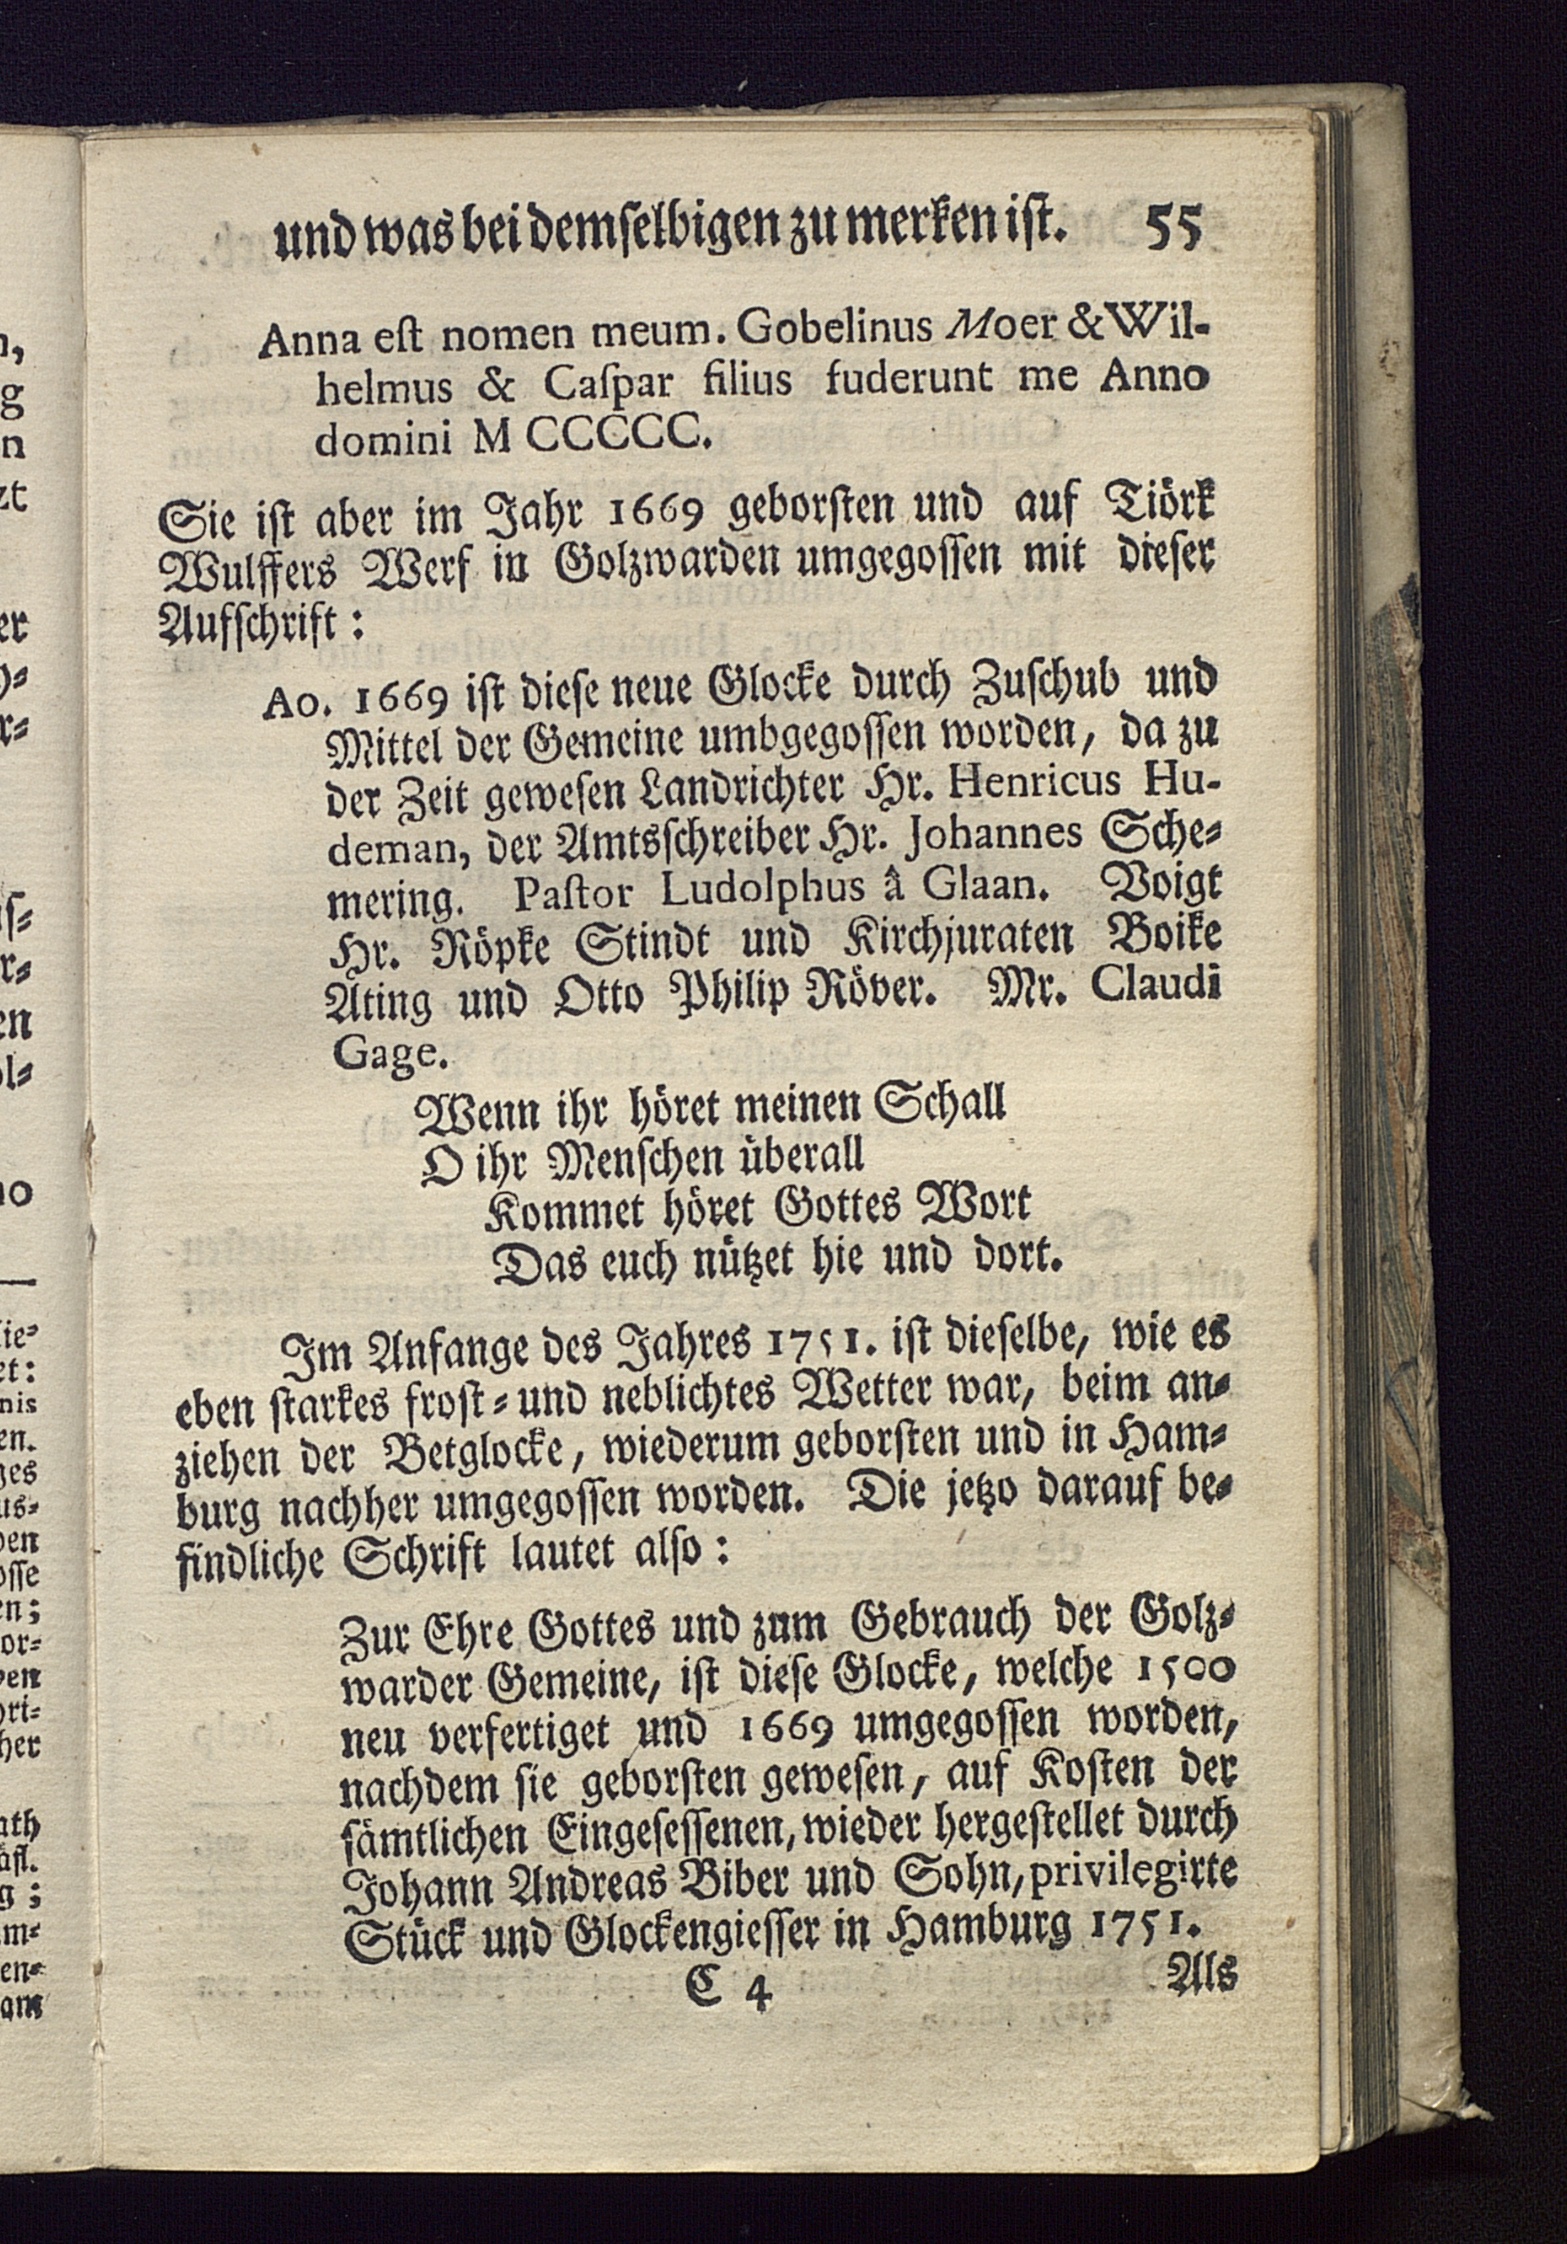 und was bei demſelbigen zu merken iſt. 55
Anna eſt nomen meum. Gobelinus Moer & Wil-
helmus & Caſpar filius fuderunt me Anno
domini M CCCCC.
Sie iſt aber im Jahr 1669 geborſten und auf Tiörk
Wulffers Werf in Golzwarden umgegoſſen mit dieſer
Aufſchrift:
Ao. 1669 iſt dieſe neue Glocke durch Zuſchub und
Mittel der Gemeine umbgegoſſen worden, da zu
der Zeit geweſen Landrichter Hr. Henricus Hu-
deman, der Amtsſchreiber Hr. Johannes Sche-
mering. Paſtor Ludolphus â Glaan. Voigt
Hr. Röpke Stindt und Kirchjuraten Boike
Ating und Otto Philip Röver. Mr. Claudi
Gage.
Wenn ihr höret meinen Schall
O ihr Menſchen überall
Kommet höret Gottes Wort
Das euch nützet hie und dort.
Im Anfange des Jahres 1751. iſt dieſelbe, wie es
eben ſtarkes froſt- und neblichtes Wetter war, beim an-
ziehen der Betglocke, wiederum geborſten und in Ham-
burg nachher umgegoſſen worden. Die jetzo darauf be-
findliche Schrift lautet alſo:
Zur Ehre Gottes und zum Gebrauch der Golz-
warder Gemeine, iſt dieſe Glocke, welche 1500
neu verfertiget und 1669 umgegoſſen worden,
nachdem ſie geborſten geweſen, auf Koſten der
ſämtlichen Eingeſeſſenen, wieder hergeſtellet durch
Johann Andreas Biber und Sohn, privilegirte
Stück und Glockengieſſer in Hamburg 1751.
C 4 Als